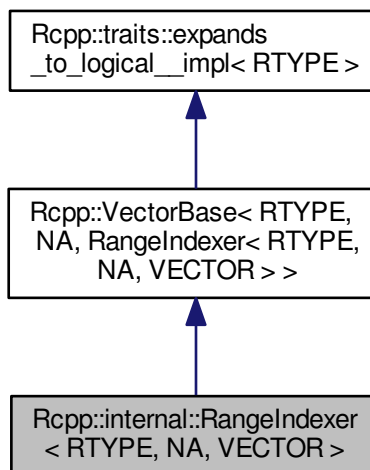 Rcpp::traits::expands
_to_logical__impl< RTYPE >
Rcpp::VectorBase< RTYPE,
NA, RangeIndexer< RTYPE,
NA, VECTOR > >
Rcpp::internal::RangeIndexer
< RTYPE, NA, VECTOR >